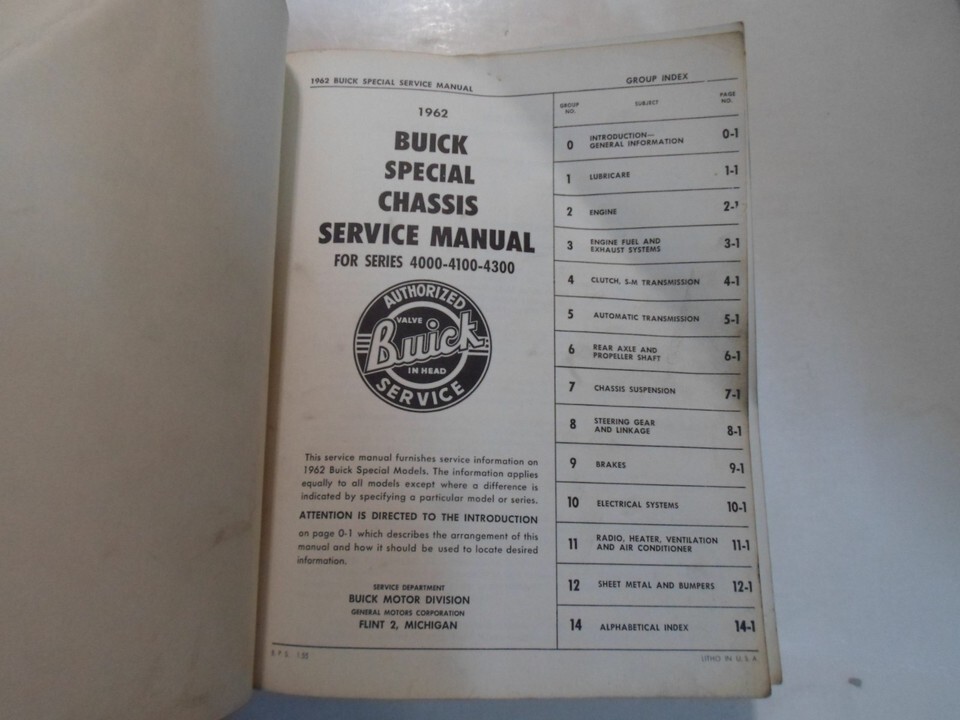 1962 BUICK SPECIAL SERVICE MANUAL
1962
BUICK
SPECIAL
CHASSIS
SERVICE MANUAL
FOR SERIES 4000-4100-4300
AUTHORIZED
VALVE
Buick
IN HEAD
SERVICE
This service manual furnishes service information on
1962 Buick Special Models. The information applies
equally to all models except where a difference is
indicated by specifying a particular model or series.
ATTENTION IS DIRECTED TO THE INTRODUCTION
on page 0-1 which describes the arrangement of this
manual and how it should be used to locate desired
information.
SERVICE DEPARTMENT
BUICK MOTOR DIVISION
GENERAL MOTORS CORPORATION
FLINT 2, MICHIGAN
B.P.S. 1.55
GROUP INDEX
GROUP NO. SUBJECT PAGE NO.
0 INTRODUCTION—
GENERAL INFORMATION 0-1
1 LUBRICARE 1-1
2 ENGINE 2-1
3 ENGINE FUEL AND
EXHAUST SYSTEMS 3-1
4 CLUTCH, S-M TRANSMISSION 4-1
5 AUTOMATIC TRANSMISSION 5-1
6 REAR AXLE AND
PROPELLER SHAFT 6-1
7 CHASSIS SUSPENSION 7-1
8 STEERING GEAR
AND LINKAGE 8-1
9 BRAKES 9-1
10 ELECTRICAL SYSTEMS 10-1
11 RADIO, HEATER, VENTILATION
AND AIR CONDITIONER 11-1
12 SHEET METAL AND BUMPERS 12-1
14 ALPHABETICAL INDEX 14-1
LITHO IN U. S. A.